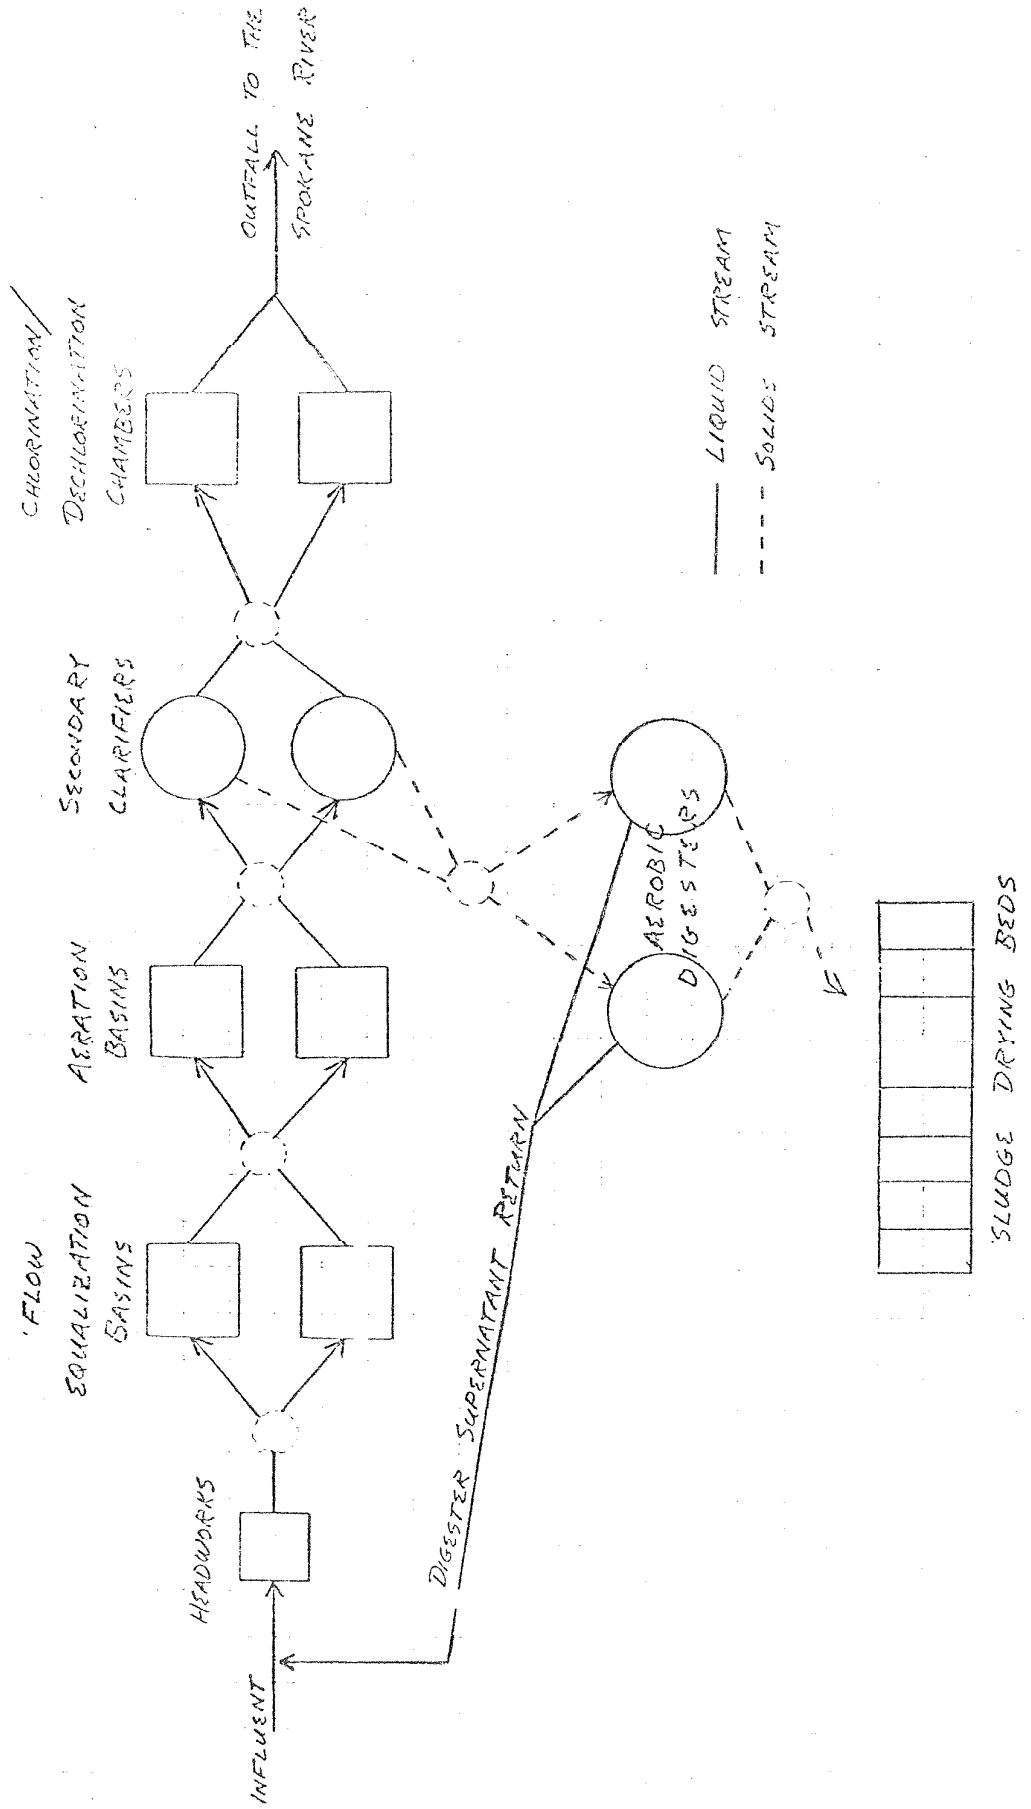 INFLUENT
HEADWORKS
FLOW
EQUALIZATION
BASINS
AERATION
BASINS
SECONDARY
CLARIFIERS
CHLORINATION/
DECHLORINATION
CHAMBERS
OUTFALL TO THE
SPOKANE RIVER
DIGESTER SUPERNATANT RETURN
AEROBIC
DIGESTERS
LIQUID STREAM
SOLIDS STREAM
SLUDGE DRYING BEDS